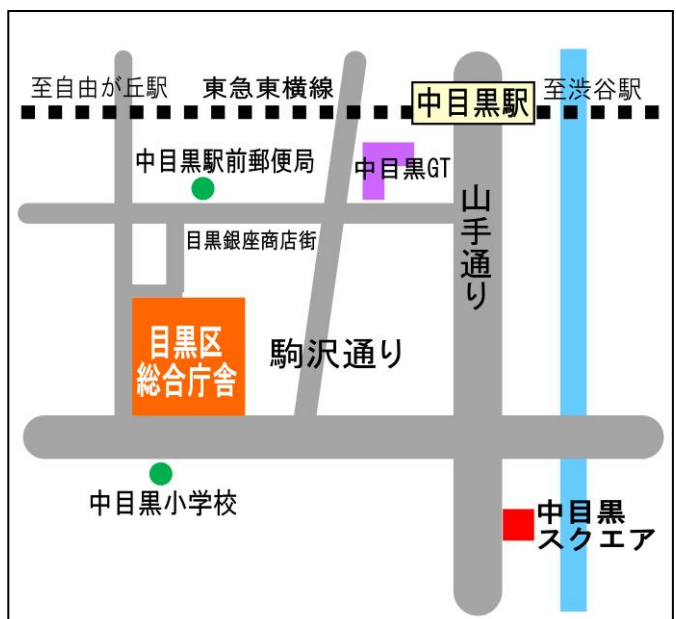 至自由が丘駅
東急東横線
中目黒駅
至渋谷駅
中目黒駅前郵便局
中目黒GT
山手通り
目黒銀座商店街
目黒区
総合庁舎
駒沢通り
中目黒小学校
中目黒
スクエア